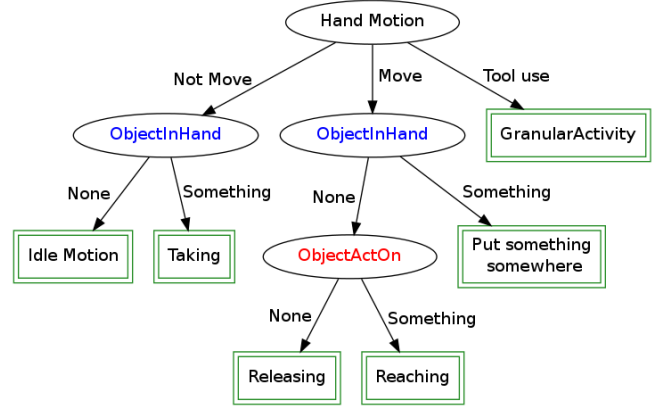 Hand Motion
Not Move
Move
Tool use
ObjectInHand
ObjectInHand
GranularActivity
None
Something
None
Something
Idle Motion
Taking
ObjectActOn
Put something
somewhere
None
Something
Releasing
Reaching